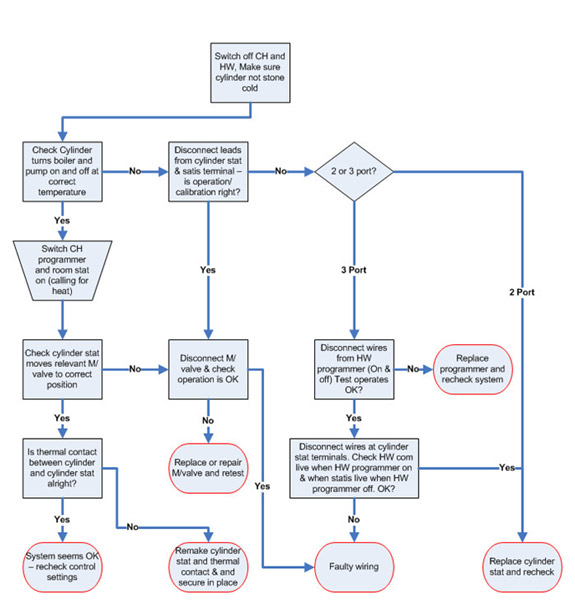 Switch off CH and
HW, Make sure
cylinder not stone
cold
Check Cylinder
turns boiler and
pump on and off at
correct
temperature
No
Disconnect leads
from cylinder stat
& satis terminal –
is operation/
calibration right?
No
2 or 3 port?
Yes
Switch CH
programmer
and room stat
on (calling for
heat)
Yes
3 Port
2 Port
Check cylinder stat
moves relevant M/
valve to correct
position
No
Disconnect M/
valve & check
operation is OK
Disconnect wires
from HW
programmer (On &
off) Test operates
OK?
No
Replace
programmer and
recheck system
Yes
No
Yes
Is thermal contact
between cylinder
and cylinder stat
alright?
Replace or repair
M/valve and retest
Yes
Disconnect wires at cylinder
stat terminals. Check HW com
live when HW programmer on
& when statis live when HW
programmer off. OK?
Yes
Yes
No
No
System seems OK
– recheck control
settings
Remake cylinder
stat and thermal
contact & and
secure in place
Faulty wiring
Replace cylinder
stat and recheck